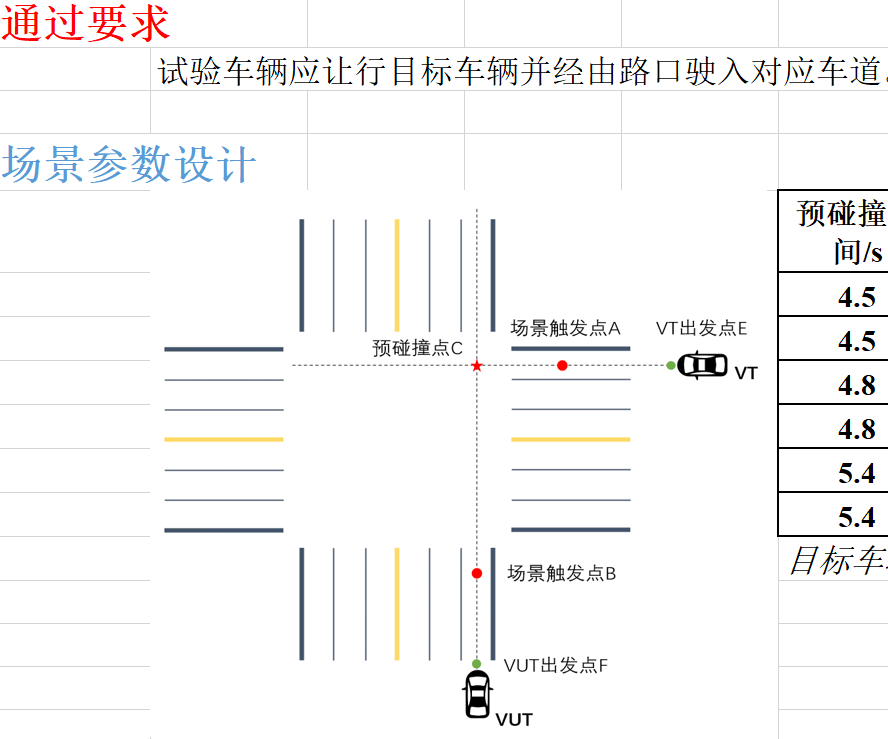 通过要求
试验车辆应让行目标车辆并经由路口驶入对应车道。
场景参数设计
预碰撞
间/s
4.5
4.5
4.8
4.8
5.4
5.4
目标车
场景触发点A
VT出发点E
预碰撞点C
VT
场景触发点B
VUT出发点F
VUT